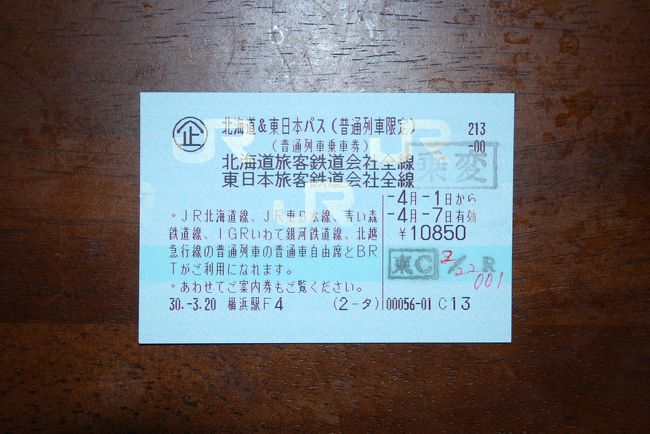 企 北海道&東日本パス(普通列車限定) 213
(普通列車乗車券) -00
乗変
北海道旅客鉄道会社全線
東日本旅客鉄道会社全線
-4月-1日から
-4月-7日有効
¥10850
。JR北海道線、JR東日本線、青い森
鉄道線、IGRいわて銀河鉄道線、北越
急行線の普通列車の普通車自由席とBR
Tがご利用になれます。
。あわせてご案内券もご覧ください。
東C
/22 R
001
30.-3.20 横浜駅F4 (2-タ) 00056-01 C13